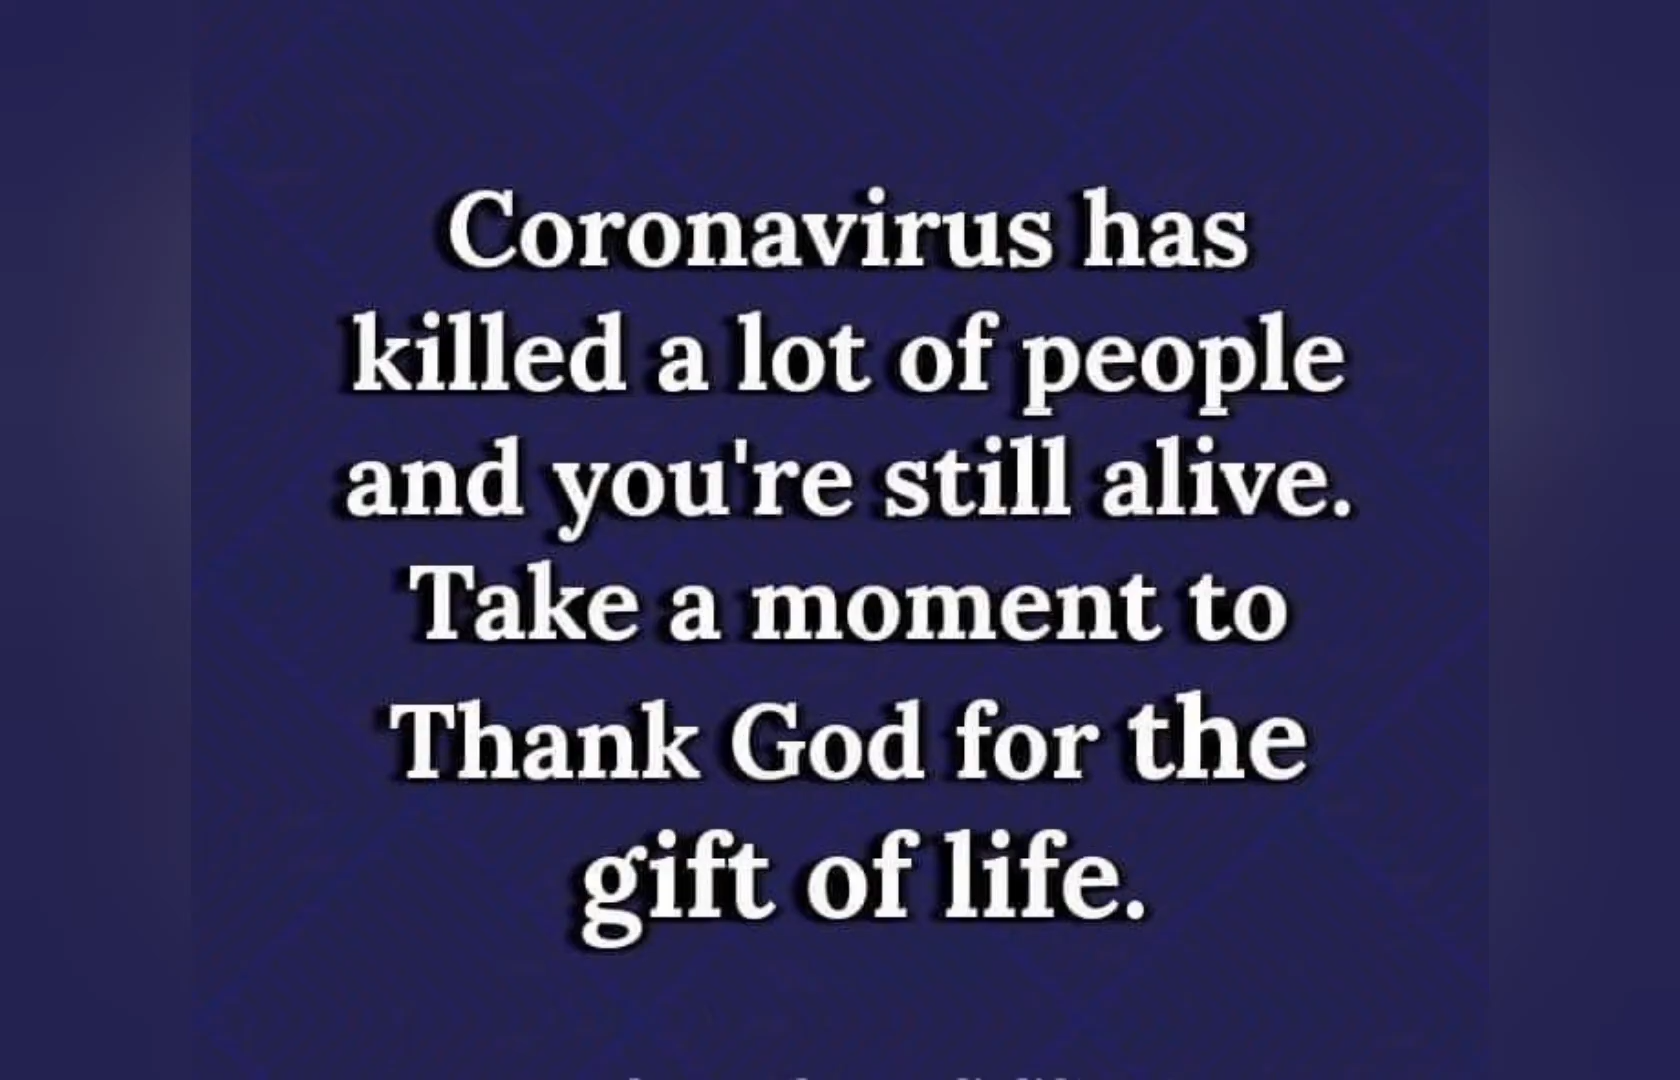 Coronavirus has
killed a lot of people
and you're still alive.
Take a moment to
Thank God for the
gift of life.